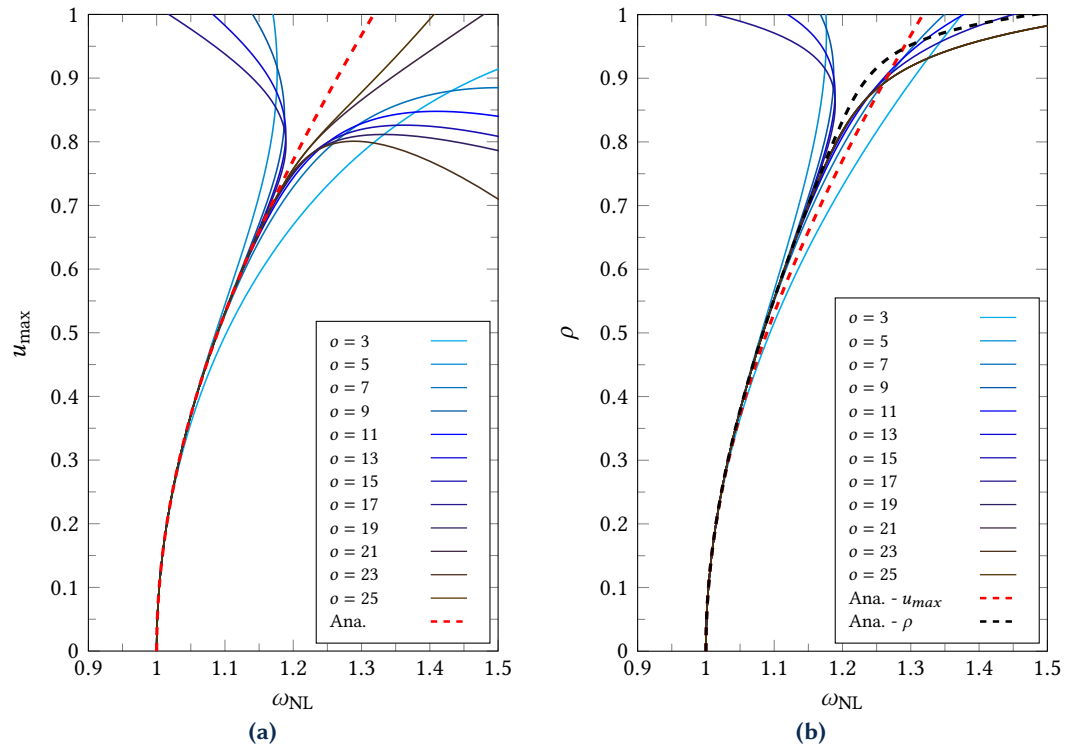 1
0.9
0.8
0.7
0.6
0.5
0.4
0.3
0.2
0.1
0
u_max
o = 3
o = 5
o = 7
o = 9
o = 11
o = 13
o = 15
o = 17
o = 19
o = 21
o = 23
o = 25
Ana.
0.9 1 1.1 1.2 1.3 1.4 1.5
ω_NL
(a)
1
0.9
0.8
0.7
0.6
0.5
0.4
0.3
0.2
0.1
0
ρ
o = 3
o = 5
o = 7
o = 9
o = 11
o = 13
o = 15
o = 17
o = 19
o = 21
o = 23
o = 25
Ana. - u_max
Ana. - ρ
0.9 1 1.1 1.2 1.3 1.4 1.5
ω_NL
(b)